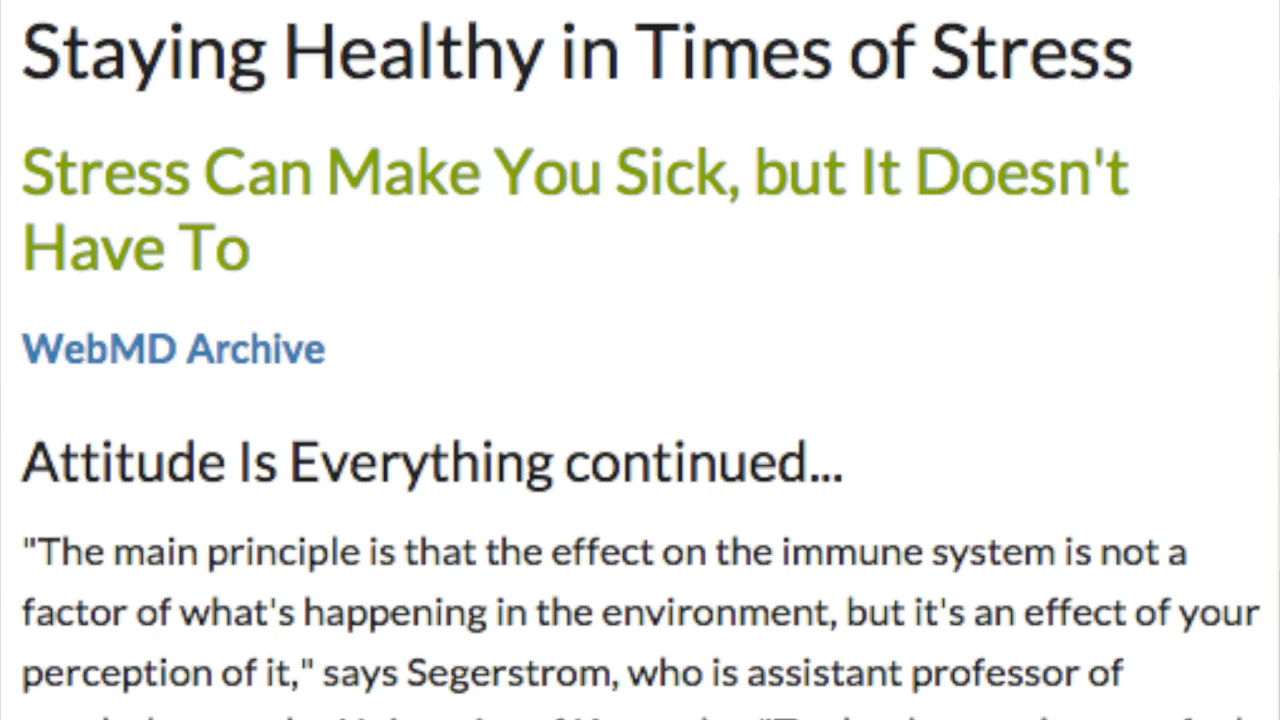 Staying Healthy in Times of Stress
Stress Can Make You Sick, but It Doesn't
Have To
WebMD Archive
Attitude Is Everything continued...
"The main principle is that the effect on the immune system is not a
factor of what's happening in the environment, but it's an effect of your
perception of it," says Segerstrom, who is assistant professor of